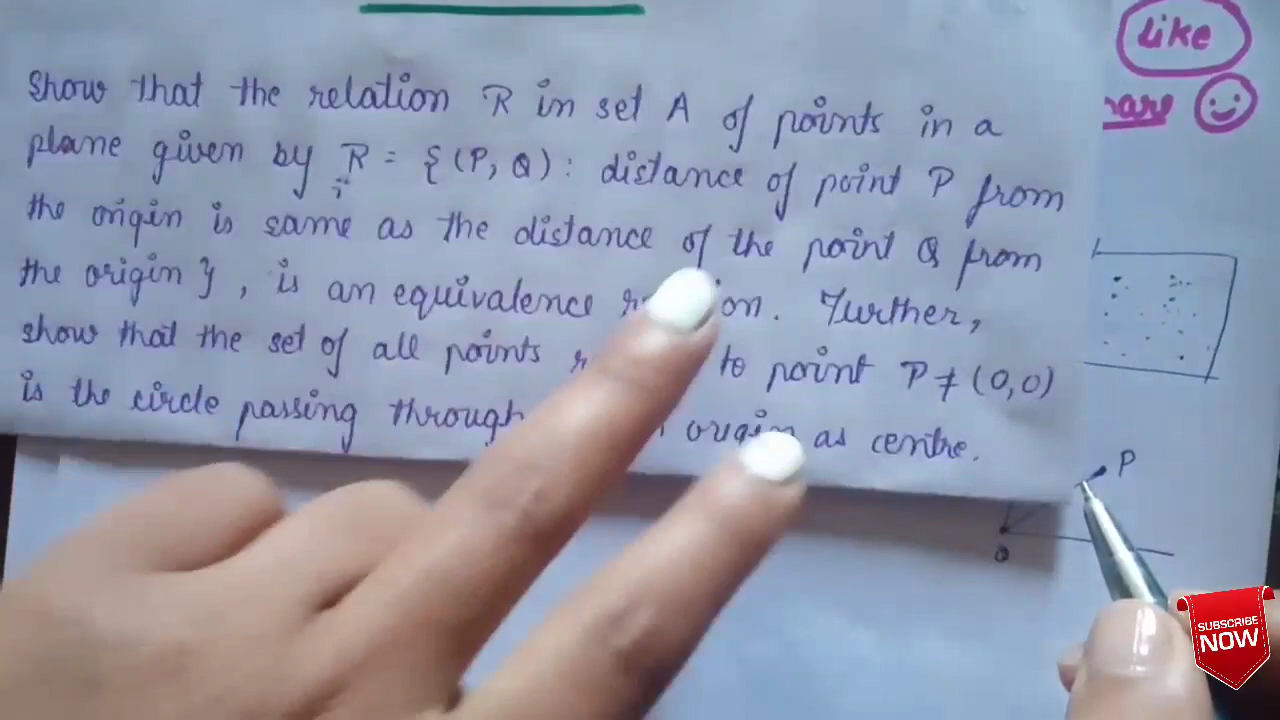 Like
Show that the relation R in set A of points in a
plane given by R = {(P, Q) : distance of point P from
the origin is same as the distance of the point Q from
the origin}, is an equivalence on. Further,
show that the set of all points to point P ≠ (0,0)
is the circle passing through origin as centre.
P
O
SUBSCRIBE
NOW